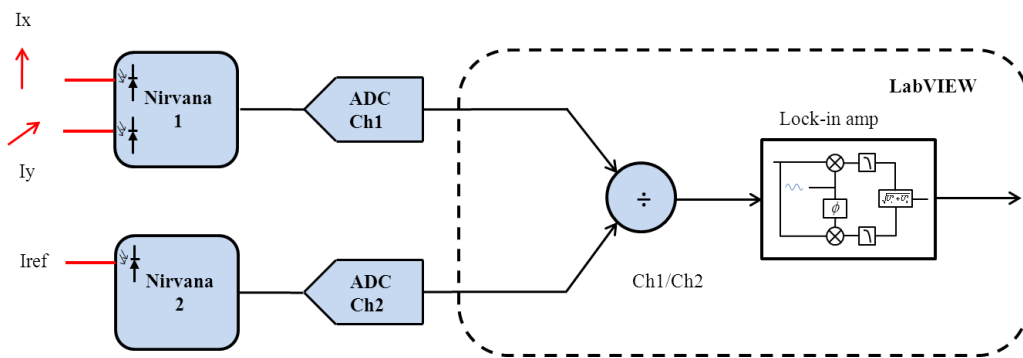 Ix
Nirvana
1
ADC
Ch1
LabVIEW
Lock-in amp
Iy
÷
ϕ
Iref
Nirvana
2
ADC
Ch2
Ch1/Ch2